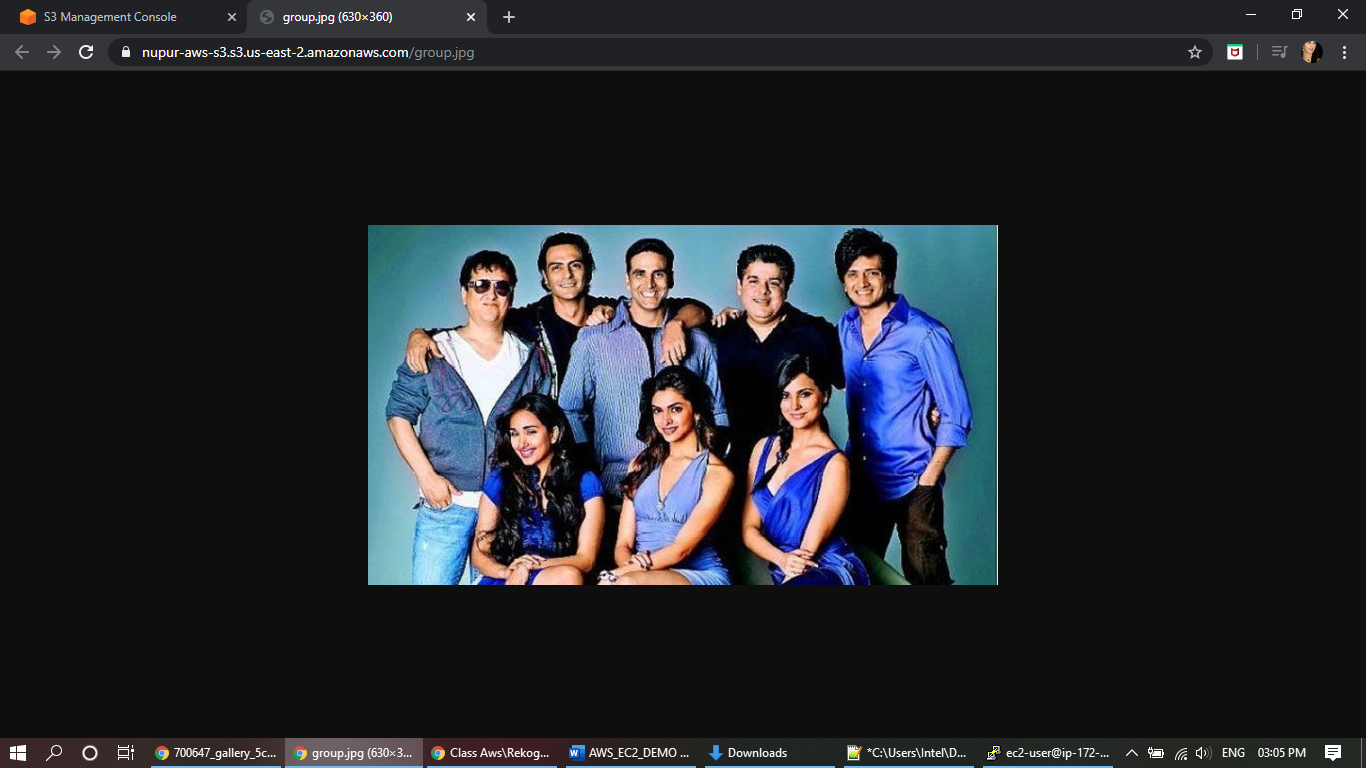 S3 Management Console
group.jpg (630×360)
nupur-aws-s3.s3.us-east-2.amazonaws.com/group.jpg
700647_gallery_5c...
group.jpg (630×3...
Class Aws\Rekog...
AWS_EC2_DEMO ...
Downloads
*C:\Users\Intel\D...
ec2-user@ip-172-...
ENG
03:05 PM